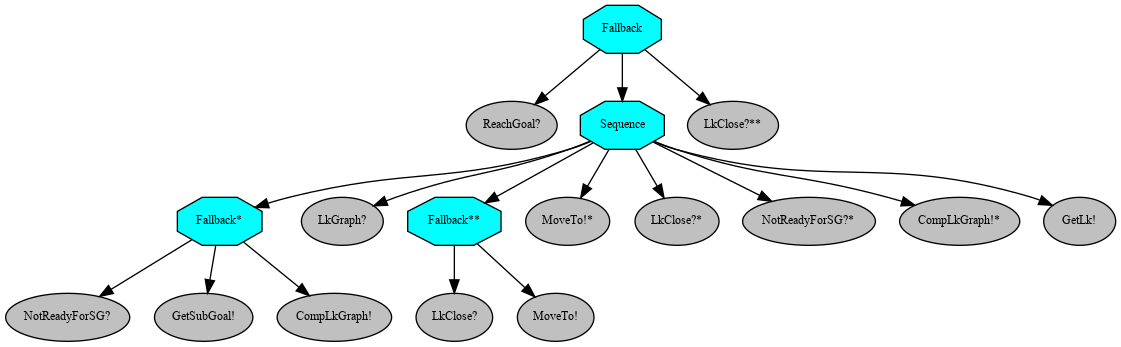 Fallback
ReachGoal?
Sequence
LkClose?**
Fallback*
LkGraph?
Fallback**
MoveTo!*
LkClose?*
NotReadyForSG?*
CompLkGraph!*
GetLk!
NotReadyForSG?
GetSubGoal!
CompLkGraph!
LkClose?
MoveTo!